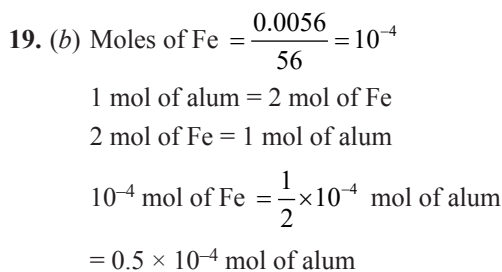 19. (b) Moles of Fe = 0.0056/56 = 10⁻⁴
1 mol of alum = 2 mol of Fe
2 mol of Fe = 1 mol of alum
10⁻⁴ mol of Fe = 1/2 × 10⁻⁴ mol of alum
= 0.5 × 10⁻⁴ mol of alum